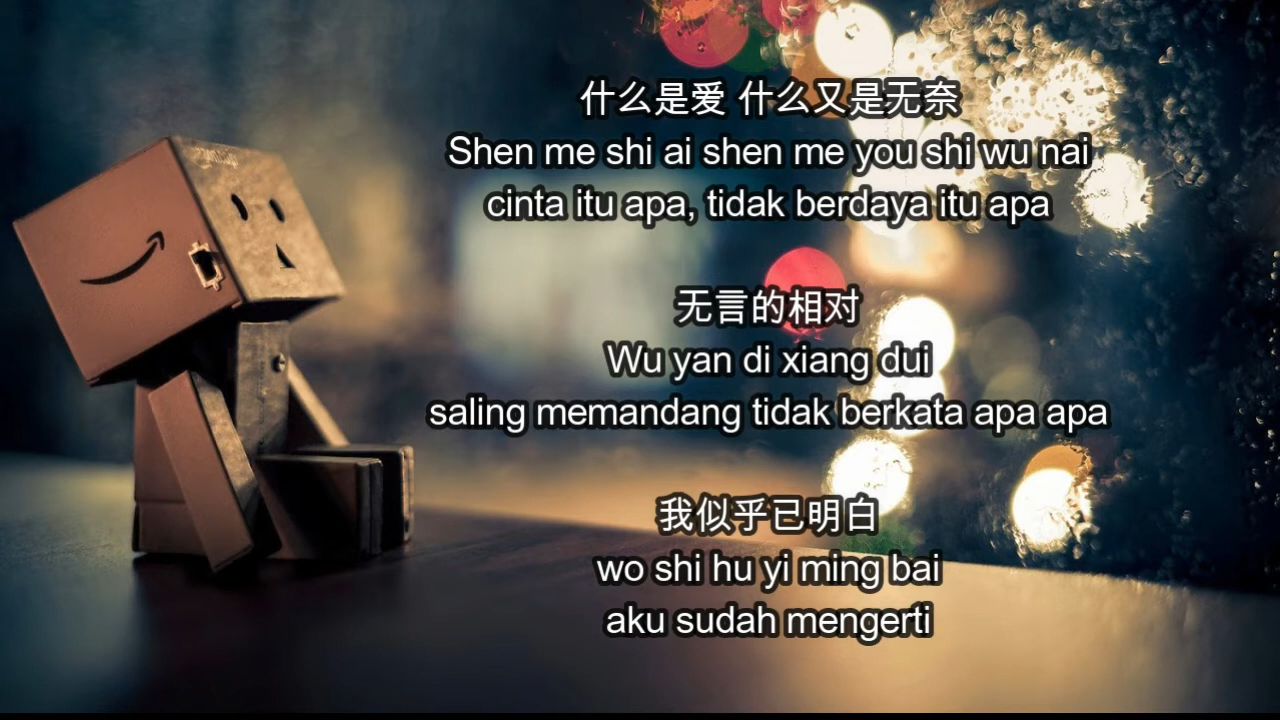 什么是爱 什么又是无奈
Shen me shi ai shen me you shi wu nai
cinta itu apa, tidak berdaya itu apa
无言的相对
Wu yan di xiang dui
saling memandang tidak berkata apa apa
我似乎已明白
wo shi hu yi ming bai
aku sudah mengerti